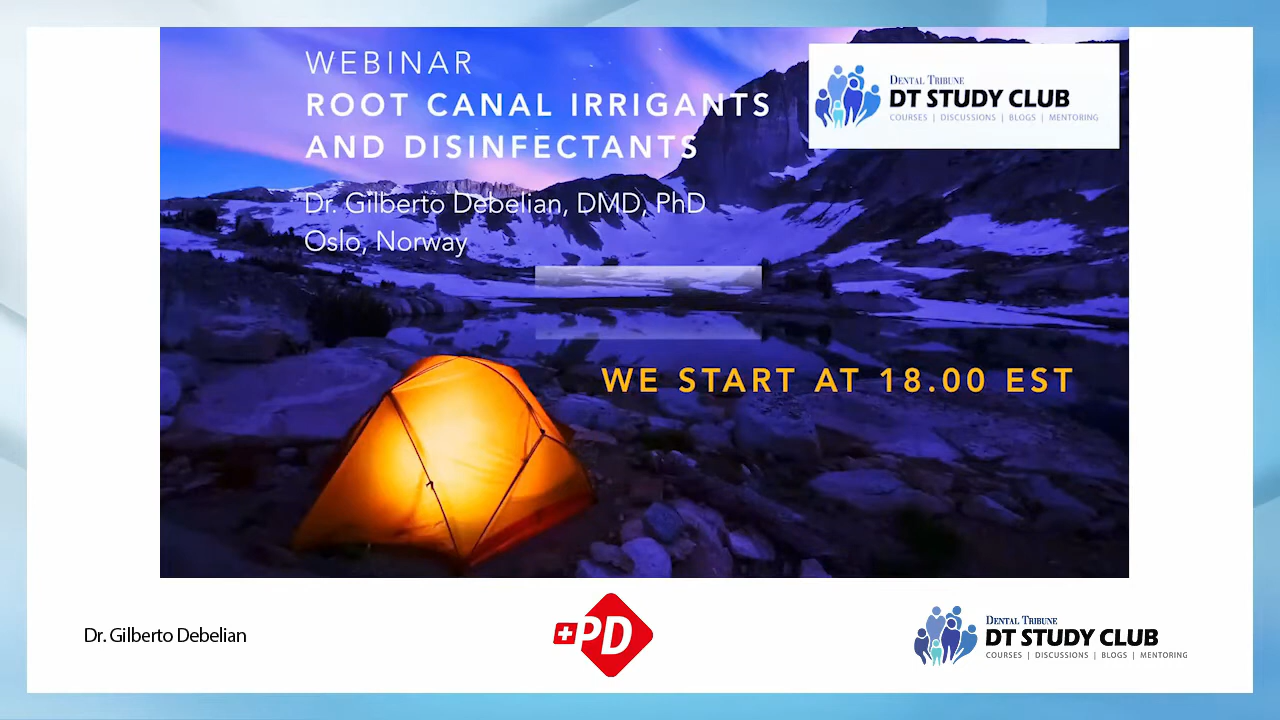 WEBINAR
ROOT CANAL IRRIGANTS
AND DISINFECTANTS
Dr. Gilberto Debelian, DMD, PhD
Oslo, Norway
DENTAL TRIBUNE
DT STUDY CLUB
COURSES | DISCUSSIONS | BLOGS | MENTORING
WE START AT 18.00 EST
Dr. Gilberto Debelian
PD
DENTAL TRIBUNE
DT STUDY CLUB
COURSES | DISCUSSIONS | BLOGS | MENTORING